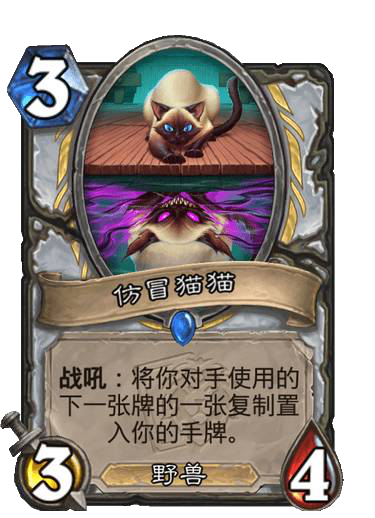 3
仿冒猫猫
战吼：将你对手使用的
下一张牌的一张复制置
入你的手牌。
3
野兽
4